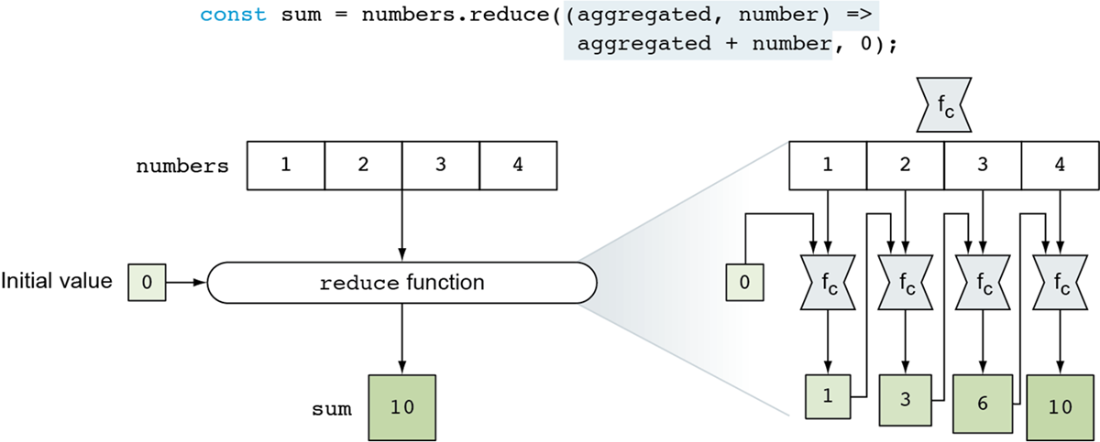 const sum = numbers.reduce((aggregated, number) =>
aggregated + number, 0);
fc
numbers 1 2 3 4
1 2 3 4
Initial value 0 reduce function
0 fc fc fc fc
sum 10
1 3 6 10